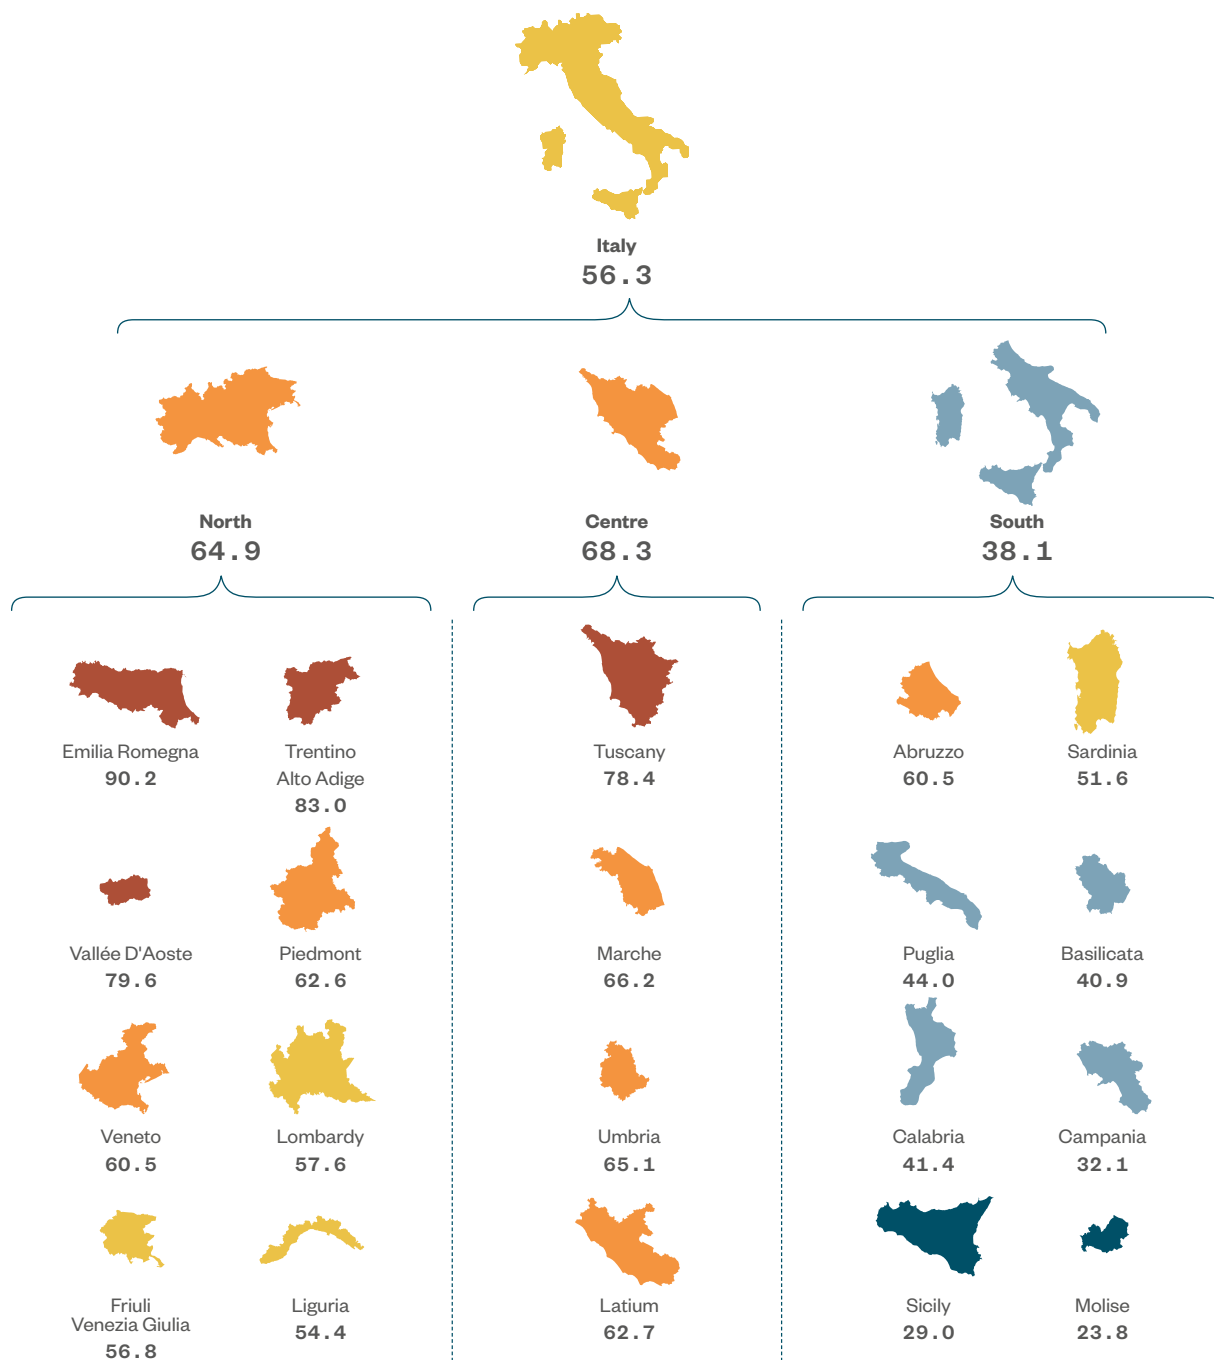 Italy
56.3
North
64.9
Centre
68.3
South
38.1
Emilia Romegna
90.2
Trentino
Alto Adige
83.0
Vallée D'Aoste
79.6
Piedmont
62.6
Veneto
60.5
Lombardy
57.6
Friuli
Venezia Giulia
56.8
Liguria
54.4
Tuscany
78.4
Marche
66.2
Umbria
65.1
Latium
62.7
Abruzzo
60.5
Sardinia
51.6
Puglia
44.0
Basilicata
40.9
Calabria
41.4
Campania
32.1
Sicily
29.0
Molise
23.8